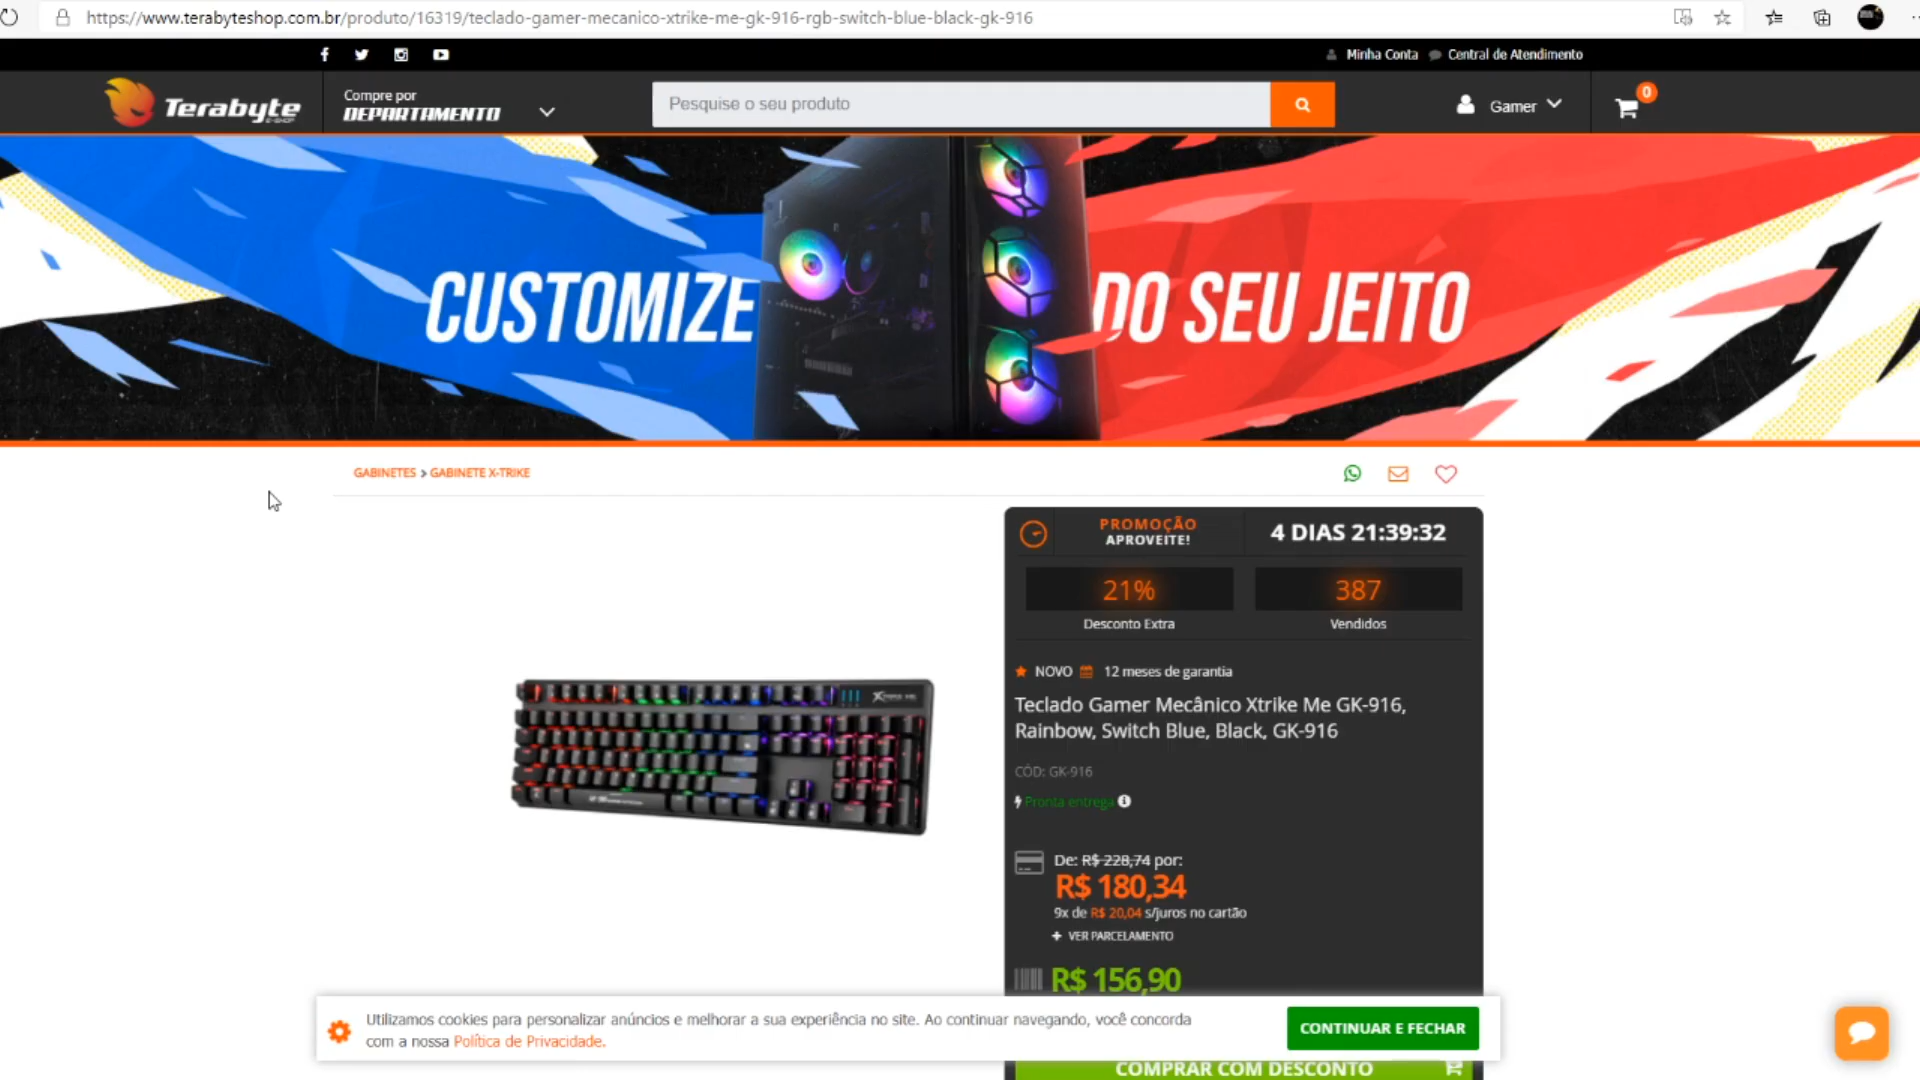 https://www.terabyteshop.com.br/produto/16319/teclado-gamer-mecanico-xtrike-me-gk-916-rgb-switch-blue-black-gk-916
Minha Conta
Central de Atendimento
Terabyte
Compre por
DEPARTAMENTO
Pesquise o seu produto
Gamer
0
CUSTOMIZE DO SEU JEITO
GABINETES > GABINETE X-TRIKE
PROMOÇÃO
APROVEITE!
4 DIAS 21:39:32
21%
Desconto Extra
387
Vendidos
NOVO
12 meses de garantia
Teclado Gamer Mecânico Xtrike Me GK-916,
Rainbow, Switch Blue, Black, GK-916
CÓD: GK-916
Pronta entrega
De: R$ 228,74 por:
R$ 180,34
9x de R$ 20,04 s/juros no cartão
+ VER PARCELAMENTO
R$ 156,90
Utilizamos cookies para personalizar anúncios e melhorar a sua experiência no site. Ao continuar navegando, você concorda
com a nossa Política de Privacidade.
CONTINUAR E FECHAR
COMPRAR COM DESCONTO